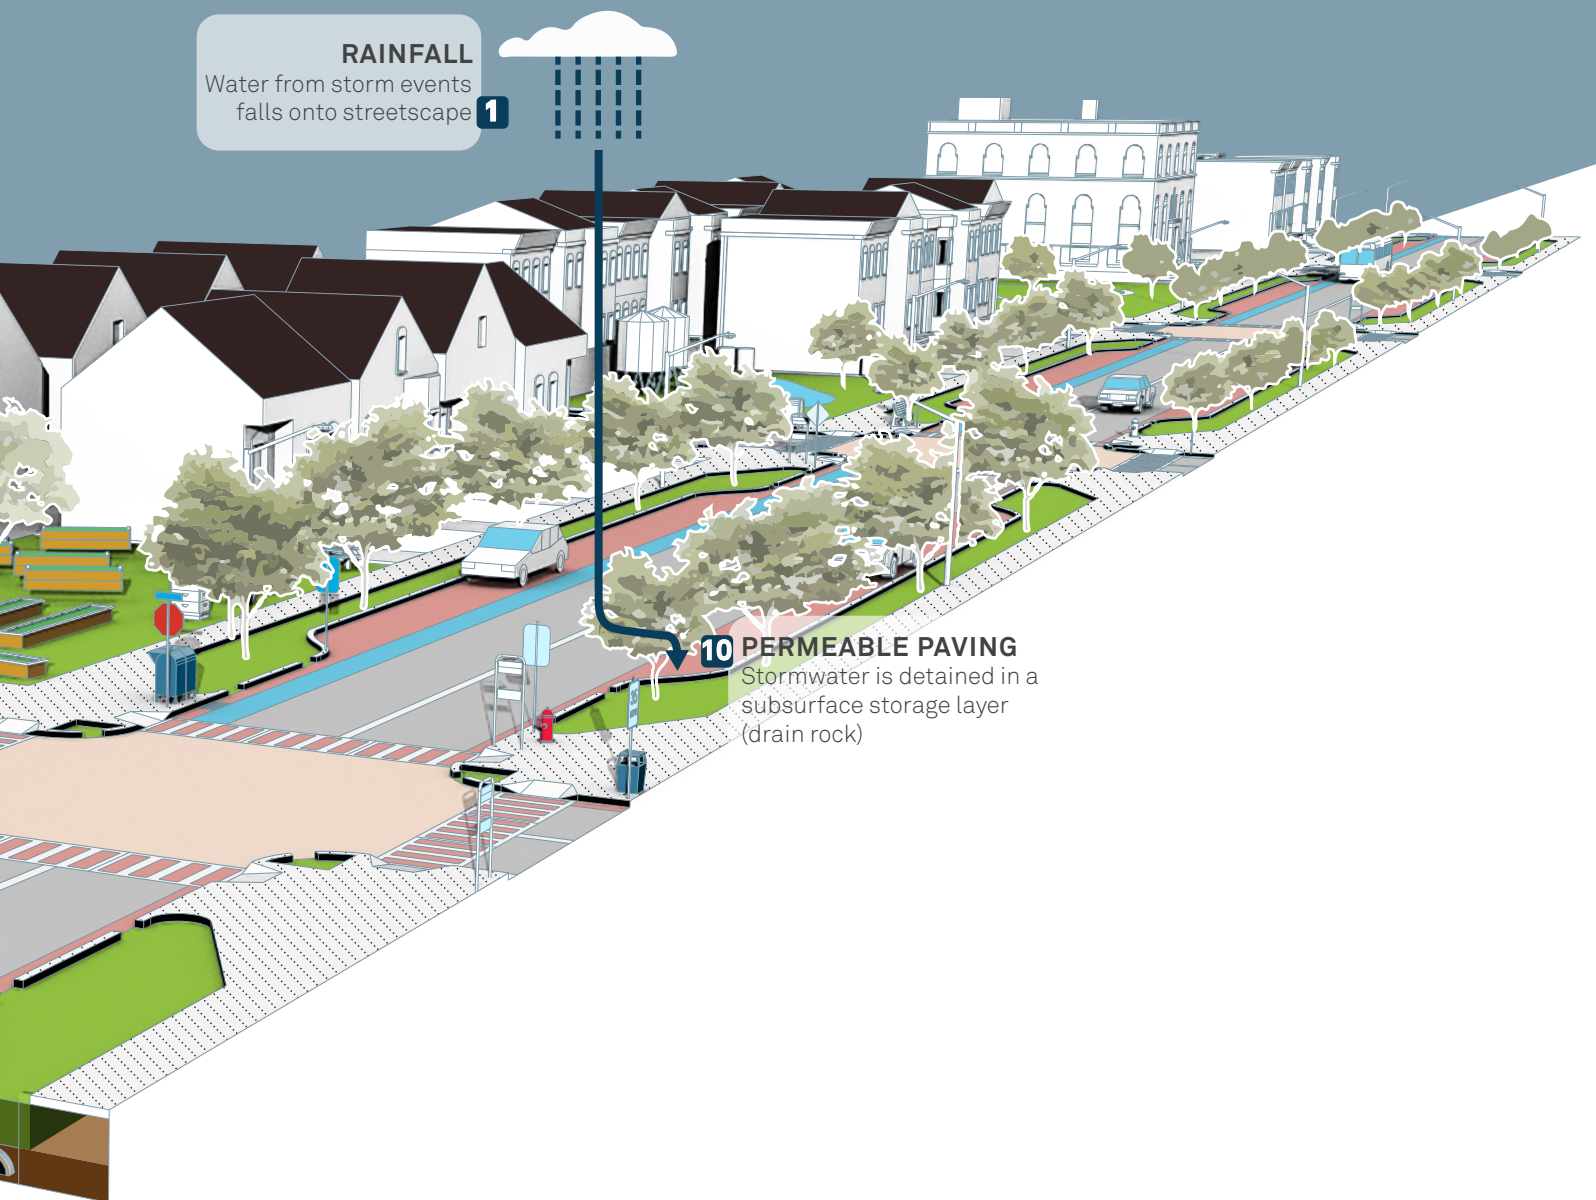 RAINFALL
Water from storm events
falls onto streetscape
1
10
PERMEABLE PAVING
Stormwater is detained in a
subsurface storage layer
(drain rock)